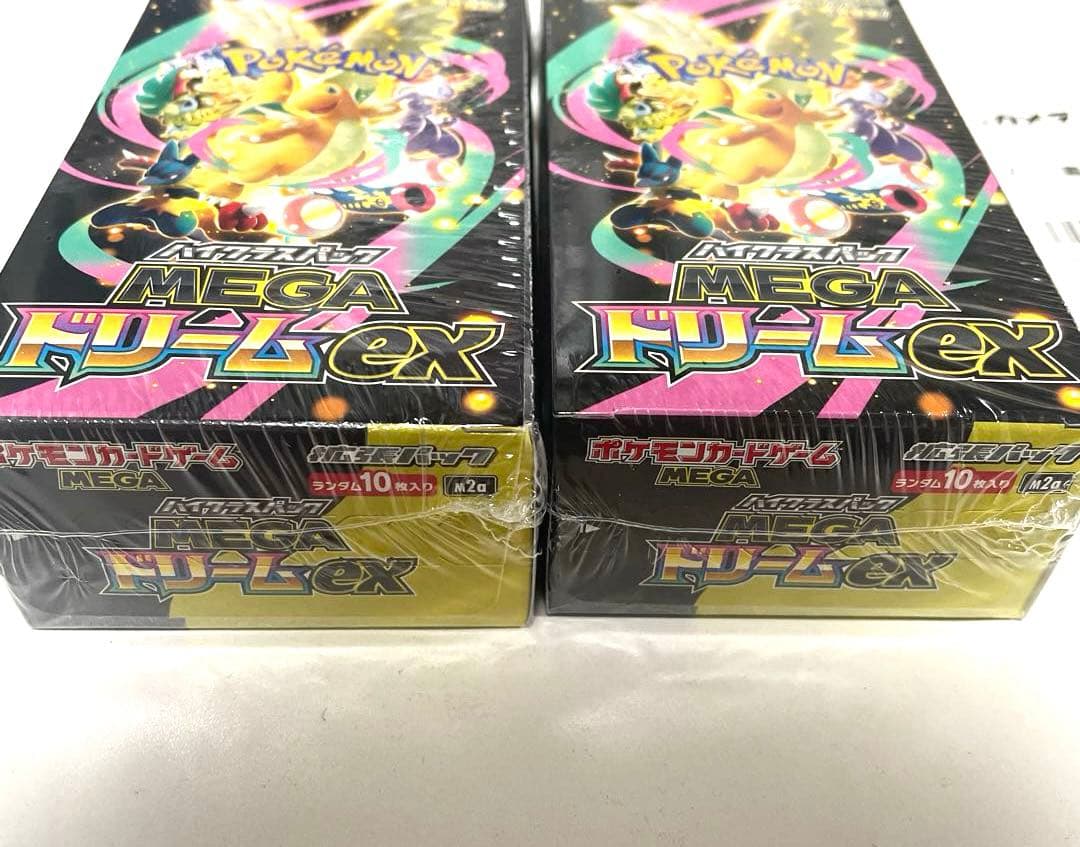 POKÉMON
ハイクラスパック
MEGA
ドリームex
ポケモンカードゲーム
MEGA
拡張パック
ランダム10枚入り
M2a
ハイクラスパック
MEGA
ドリームex
POKÉMON
ハイクラスパック
MEGA
ドリームex
ポケモンカードゲーム
MEGA
拡張パック
ランダム10枚入り
M2a
ハイクラスパック
MEGA
ドリームex
カメラ